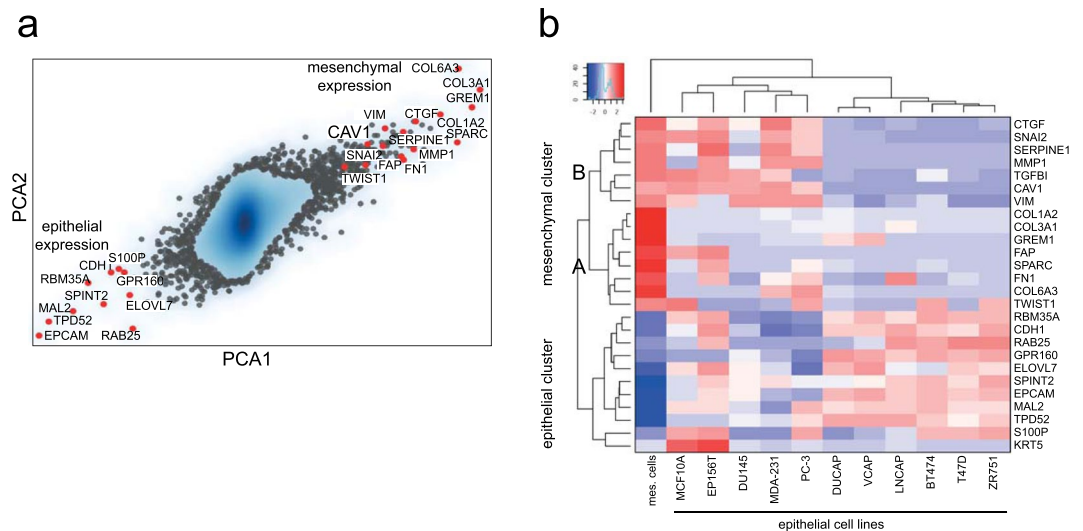 a
mesenchymal
expression
COL6A3
COL3A1
GREM1
VIM
CTGF
COL1A2
CAV1
SERPINE1
SPARC
SNAI2
MMP1
FAP
FN1
TWIST1
PCA2
epithelial
expression
S100P
CDH
RBM35A
GPR160
SPINT2
ELOVL7
MAL2
TPD52
EPCAM
RAB25
PCA1
b
0 20 40
-2 0 2
mesenchymal cluster
epithelial cluster
B
A
CTGF
SNAI2
SERPINE1
MMP1
TGFBI
CAV1
VIM
COL1A2
COL3A1
GREM1
FAP
SPARC
FN1
COL6A3
TWIST1
RBM35A
CDH1
RAB25
GPR160
ELOVL7
SPINT2
EPCAM
MAL2
TPD52
S100P
KRT5
mes. cells
MCF10A
EP156T
DU145
MDA-231
PC-3
DUCAP
VCAP
LNCAP
BT474
T47D
ZR751
epithelial cell lines